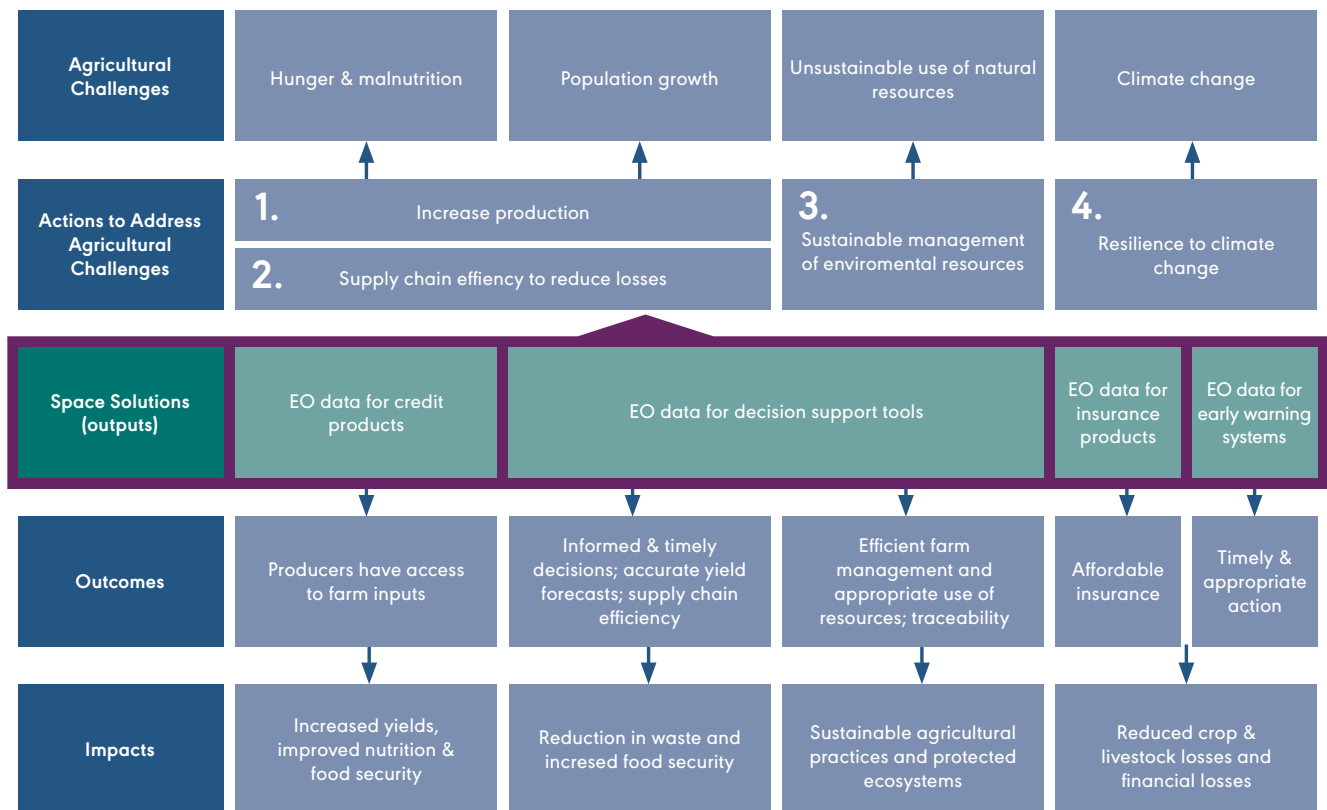 Agricultural
Challenges
Hunger & malnutrition
Population growth
Unsustainable use of natural
resources
Climate change
Actions to Address
Agricultural
Challenges
1.
Increase production
2.
Supply chain effiency to reduce losses
3.
Sustainable management
of enviromental resources
4.
Resilience to climate
change
Space Solutions
(outputs)
EO data for credit
products
EO data for decision support tools
EO data for
insurance
products
EO data for
early warning
systems
Outcomes
Producers have access
to farm inputs
Informed & timely
decisions; accurate yield
forecasts; supply chain
efficiency
Efficient farm
management and
appropriate use of
resources; traceability
Affordable
insurance
Timely &
appropriate
action
Impacts
Increased yields,
improved nutrition &
food security
Reduction in waste and
incresed food security
Sustainable agricultural
practices and protected
ecosystems
Reduced crop &
livestock losses and
financial losses